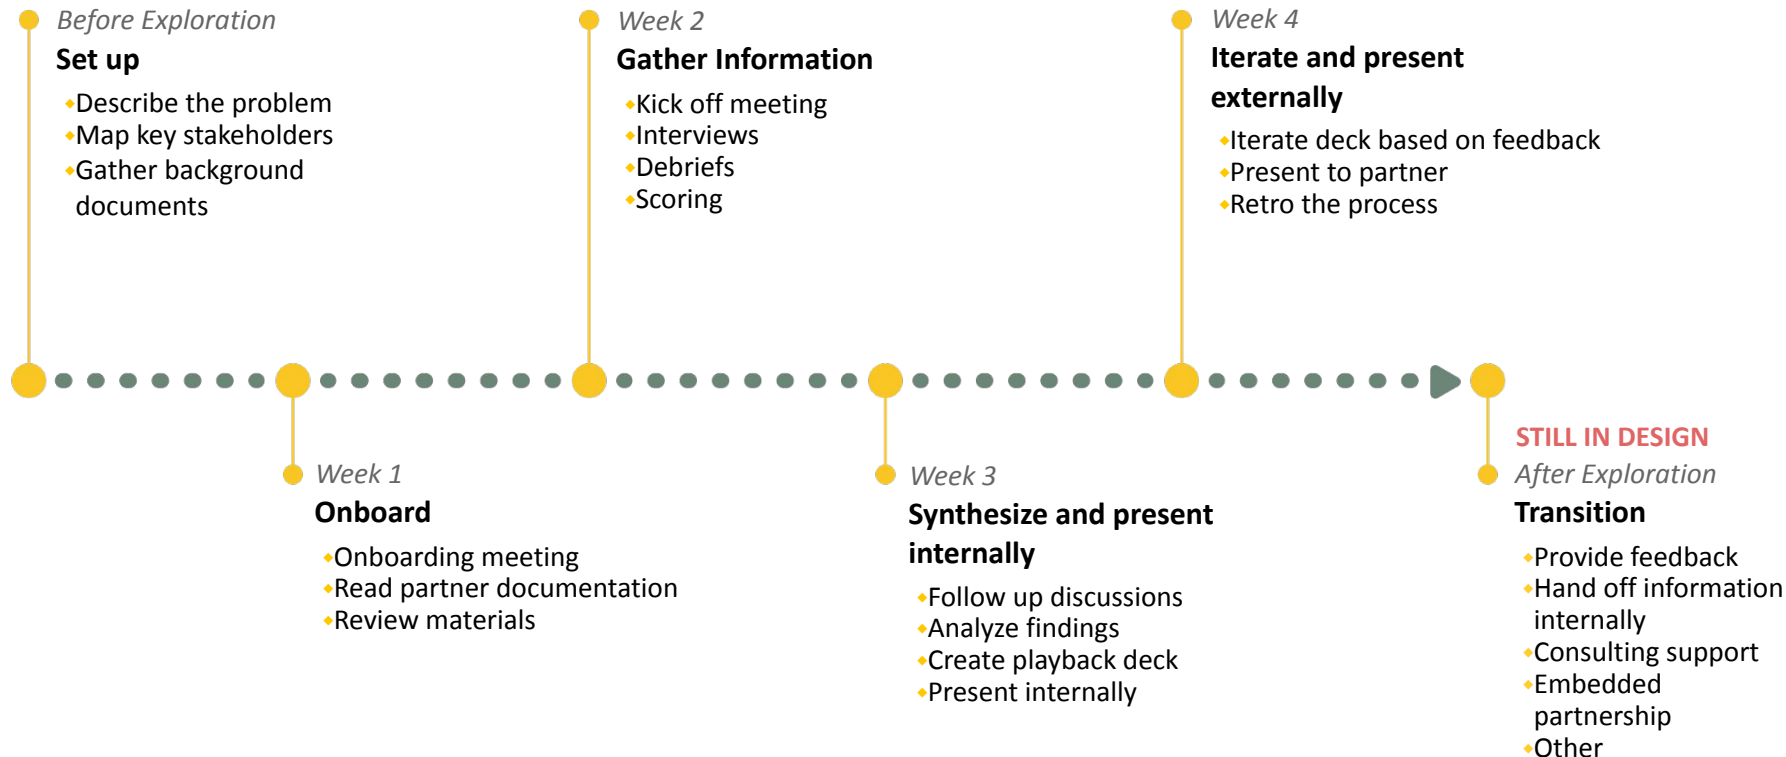 Before Exploration
Set up
Describe the problem
Map key stakeholders
Gather background
documents
Week 1
Onboard
Onboarding meeting
Read partner documentation
Review materials
Week 2
Gather Information
Kick off meeting
Interviews
Debriefs
Scoring
Week 3
Synthesize and present
internally
Follow up discussions
Analyze findings
Create playback deck
Present internally
Week 4
Iterate and present
externally
Iterate deck based on feedback
Present to partner
Retro the process
STILL IN DESIGN
After Exploration
Transition
Provide feedback
Hand off information
internally
Consulting support
Embedded
partnership
Other